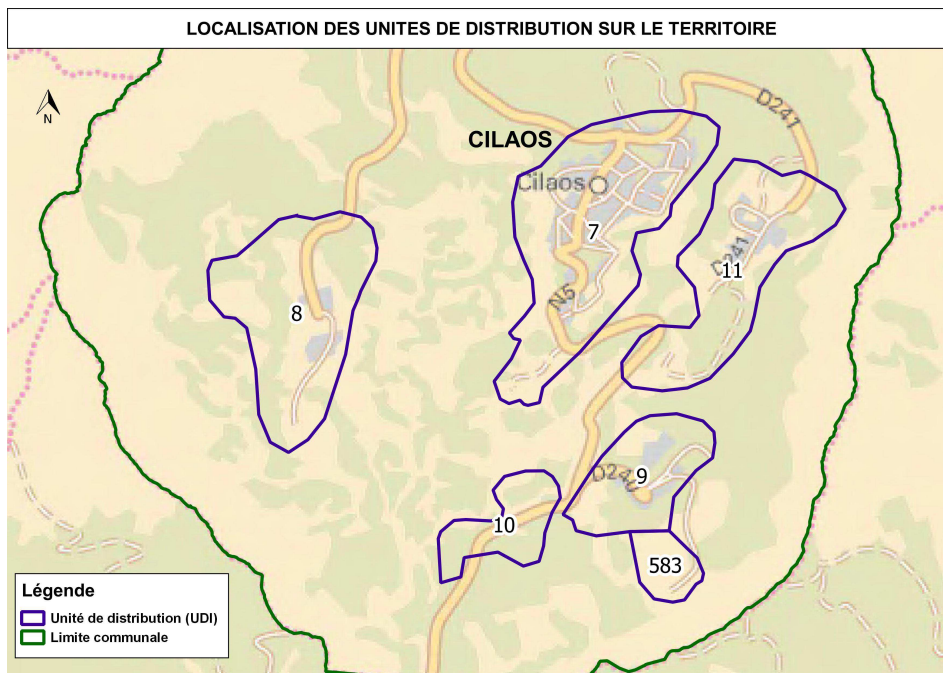 LOCALISATION DES UNITES DE DISTRIBUTION SUR LE TERRITOIRE
N
D241
CILAOS
Cilaos
7
D241
11
8
N5
D240
9
10
583
Légende
Unité de distribution (UDI)
Limite communale